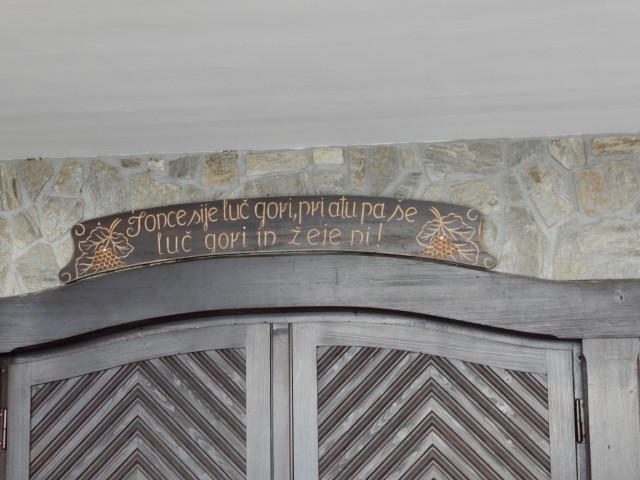 Sonce sije luč gori, pri atu pa še
luč gori in žeje ni!